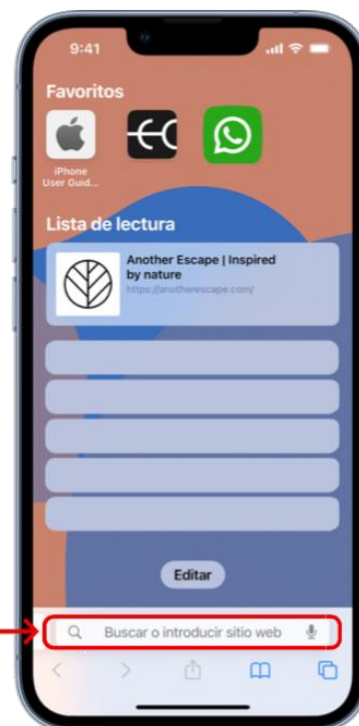 9:41
Favoritos
iPhone
User Guid...
Lista de lectura
Another Escape | Inspired
by nature
https://anotherescape.com/
Editar
Buscar o introducir sitio web